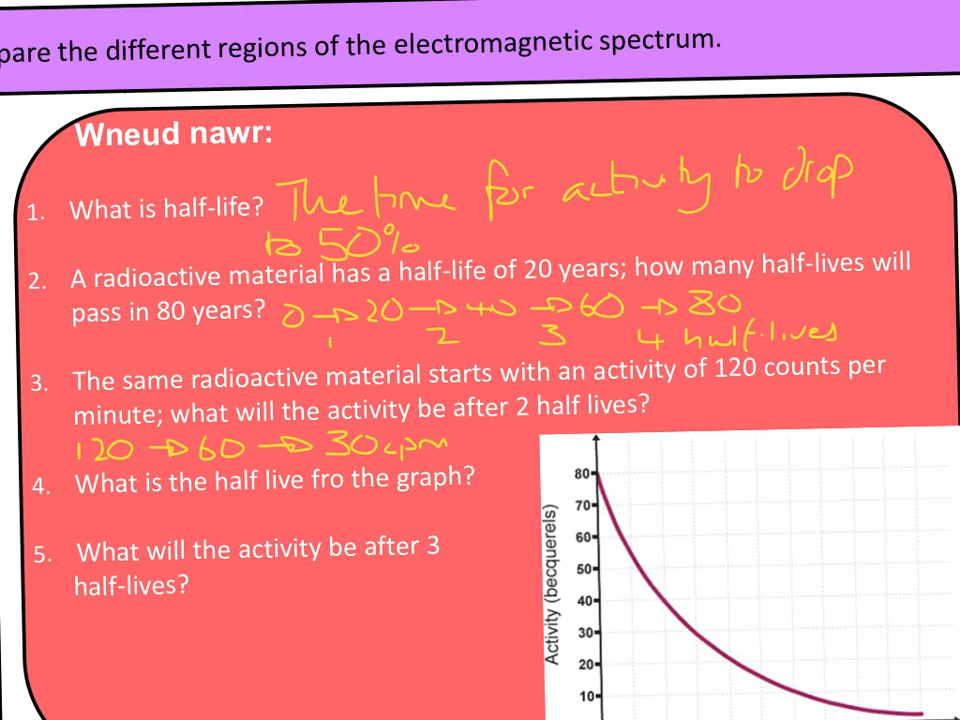 pare the different regions of the electromagnetic spectrum.
Wneud nawr:
1. What is half-life? The time for activity to drop
to 50%
2. A radioactive material has a half-life of 20 years; how many half-lives will
pass in 80 years? 0 → 20 → 40 → 60 → 80
1 2 3 4 half-lives
3. The same radioactive material starts with an activity of 120 counts per
minute; what will the activity be after 2 half lives?
120 → 60 → 30cpm
4. What is the half live fro the graph?
5. What will the activity be after 3
half-lives?
Activity (becquerels)
80
70
60
50
40
30
20
10